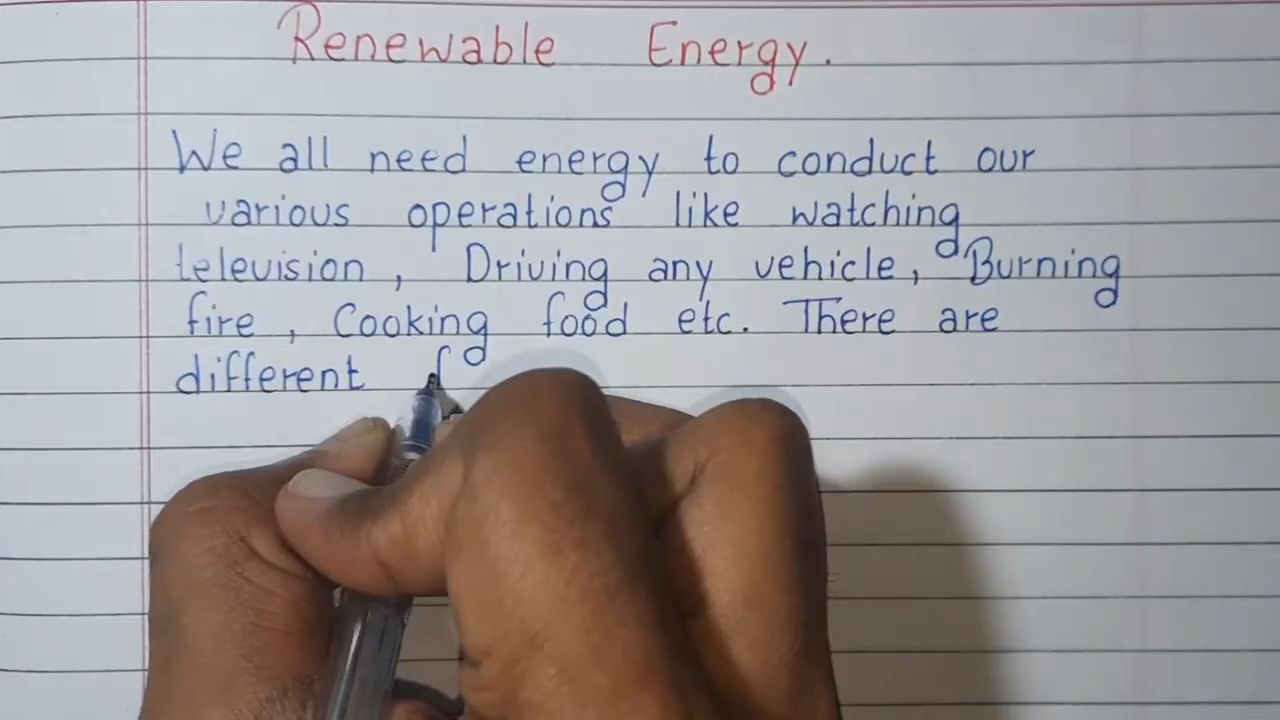 Renewable Energy.
We all need energy to conduct our
various operations like watching
television, Driving any vehicle, Burning
fire, Cooking food etc. There are
different f